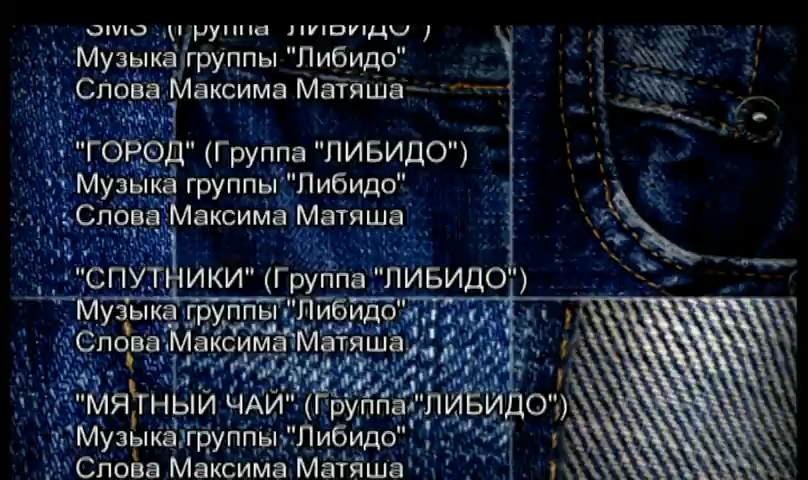 "SMS" (Группа "ЛИБИДО")
Музыка группы "Либидо"
Слова Максима Матяша
"ГОРОД" (Группа "ЛИБИДО")
Музыка группы "Либидо"
Слова Максима Матяша
"СПУТНИКИ" (Группа "ЛИБИДО")
Музыка группы "Либидо"
Слова Максима Матяша
"МЯТНЫЙ ЧАЙ" (Группа "ЛИБИДО")
Музыка группы "Либидо"
Слова Максима Матяша